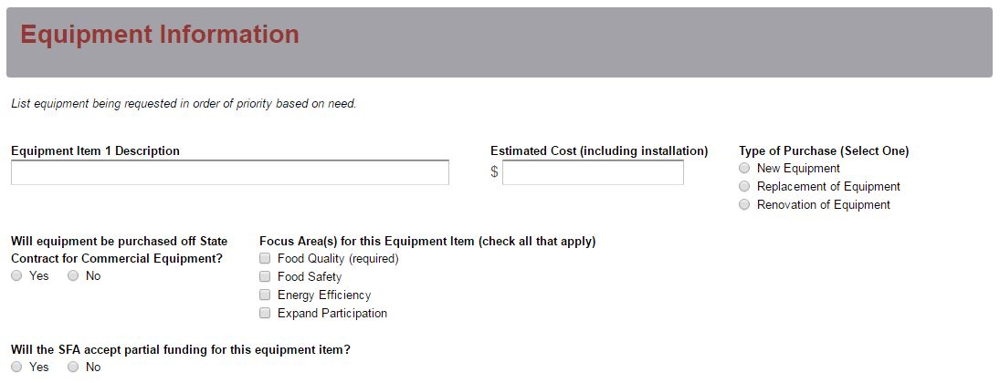 Equipment Information
List equipment being requested in order of priority based on need.
Equipment Item 1 Description
Estimated Cost (including installation)
$
Type of Purchase (Select One)
New Equipment
Replacement of Equipment
Renovation of Equipment
Will equipment be purchased off State
Contract for Commercial Equipment?
Yes No
Focus Area(s) for this Equipment Item (check all that apply)
Food Quality (required)
Food Safety
Energy Efficiency
Expand Participation
Will the SFA accept partial funding for this equipment item?
Yes No